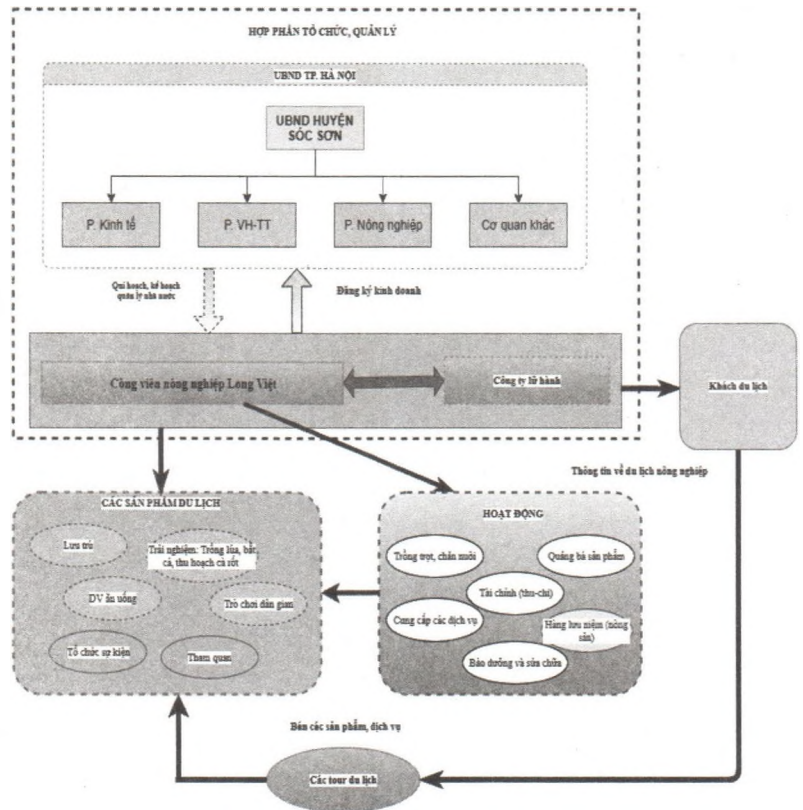 HỢP PHẦN TỔ CHỨC, QUẢN LÝ
UBND TP. HÀ NỘI
UBND HUYỆN
SÓC SƠN
P. Kinh tế
P. VH-TT
P. Nông nghiệp
Cơ quan khác
Qui hoạch, kế hoạch
quản lý nhà nước
Đăng ký kinh doanh
Công viên nông nghiệp Long Việt
Công ty lữ hành
Khách du lịch
Thông tin về du lịch nông nghiệp
CÁC SẢN PHẨM DU LỊCH
Lưu trú
Trải nghiệm: Trồng lúa, bắt
cá, thu hoạch cà rốt
DV ăn uống
Trò chơi dân gian
Tổ chức sự kiện
Tham quan
HOẠT ĐỘNG
Trồng trọt, chăn nuôi
Quảng bá sản phẩm
Tài chính (thu-chi)
Cung cấp các dịch vụ
Hàng lưu niệm (nông
sản)
Bảo dưỡng và sửa chữa
Bán các sản phẩm, dịch vụ
Các tour du lịch